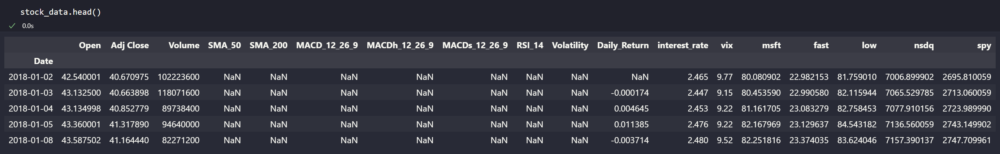 stock_data.head()
0.0s
Open Adj Close Volume SMA_50 SMA_200 MACD_12_26_9 MACDh_12_26_9 MACDs_12_26_9 RSI_14 Volatility Daily_Return interest_rate vix msft fast low nsdq spy
Date
2018-01-02 42.540001 40.670975 102223600 NaN NaN NaN NaN NaN NaN NaN NaN 2.465 9.77 80.080902 22.982153 81.759010 7006.899902 2695.810059
2018-01-03 43.132500 40.663898 118071600 NaN NaN NaN NaN NaN NaN NaN -0.000174 2.447 9.15 80.453590 22.990580 82.115944 7065.529785 2713.060059
2018-01-04 43.134998 40.852779 89738400 NaN NaN NaN NaN NaN NaN NaN 0.004645 2.453 9.22 81.161705 23.083279 82.758453 7077.910156 2723.989990
2018-01-05 43.360001 41.317890 94640000 NaN NaN NaN NaN NaN NaN NaN 0.011385 2.476 9.22 82.167969 23.129637 84.543182 7136.560059 2743.149902
2018-01-08 43.587502 41.164440 82271200 NaN NaN NaN NaN NaN NaN NaN -0.003714 2.480 9.52 82.251816 23.374035 83.624046 7157.390137 2747.709961